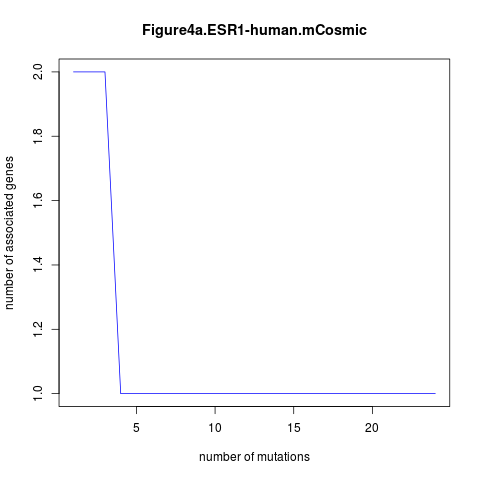 Figure4a.ESR1-human.mCosmic
number of associated genes
2.0
1.8
1.6
1.4
1.2
1.0
5 10 15 20
number of mutations